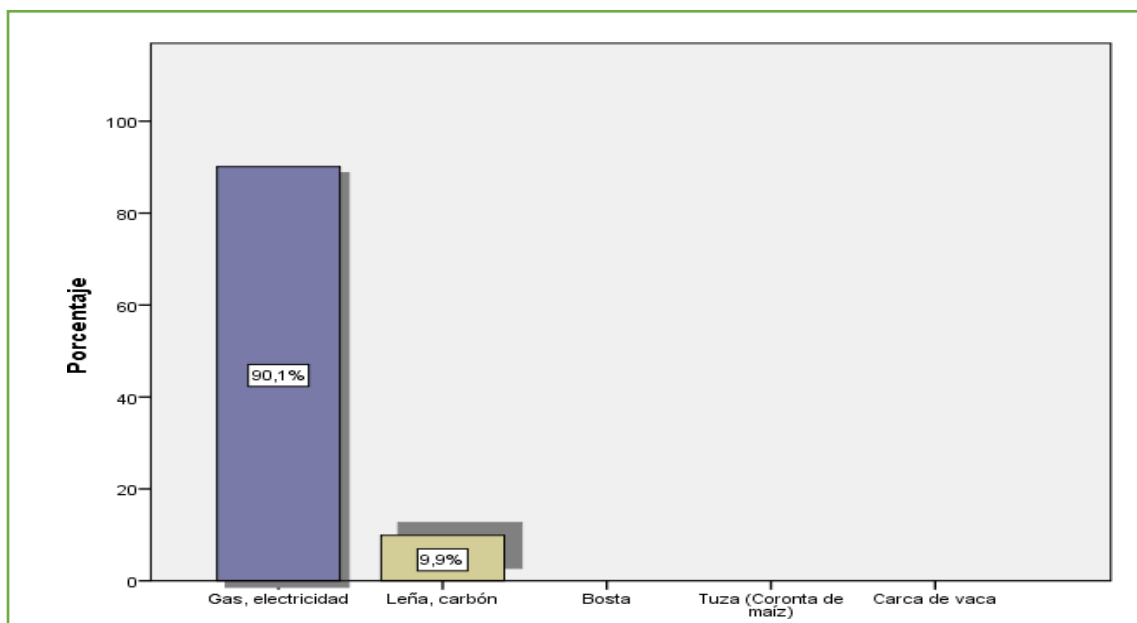 Porcentaje
100
80
60
40
20
0
90,1%
9,9%
Gas, electricidad
Leña, carbón
Bosta
Tuza (Coronta de
maíz)
Carca de vaca